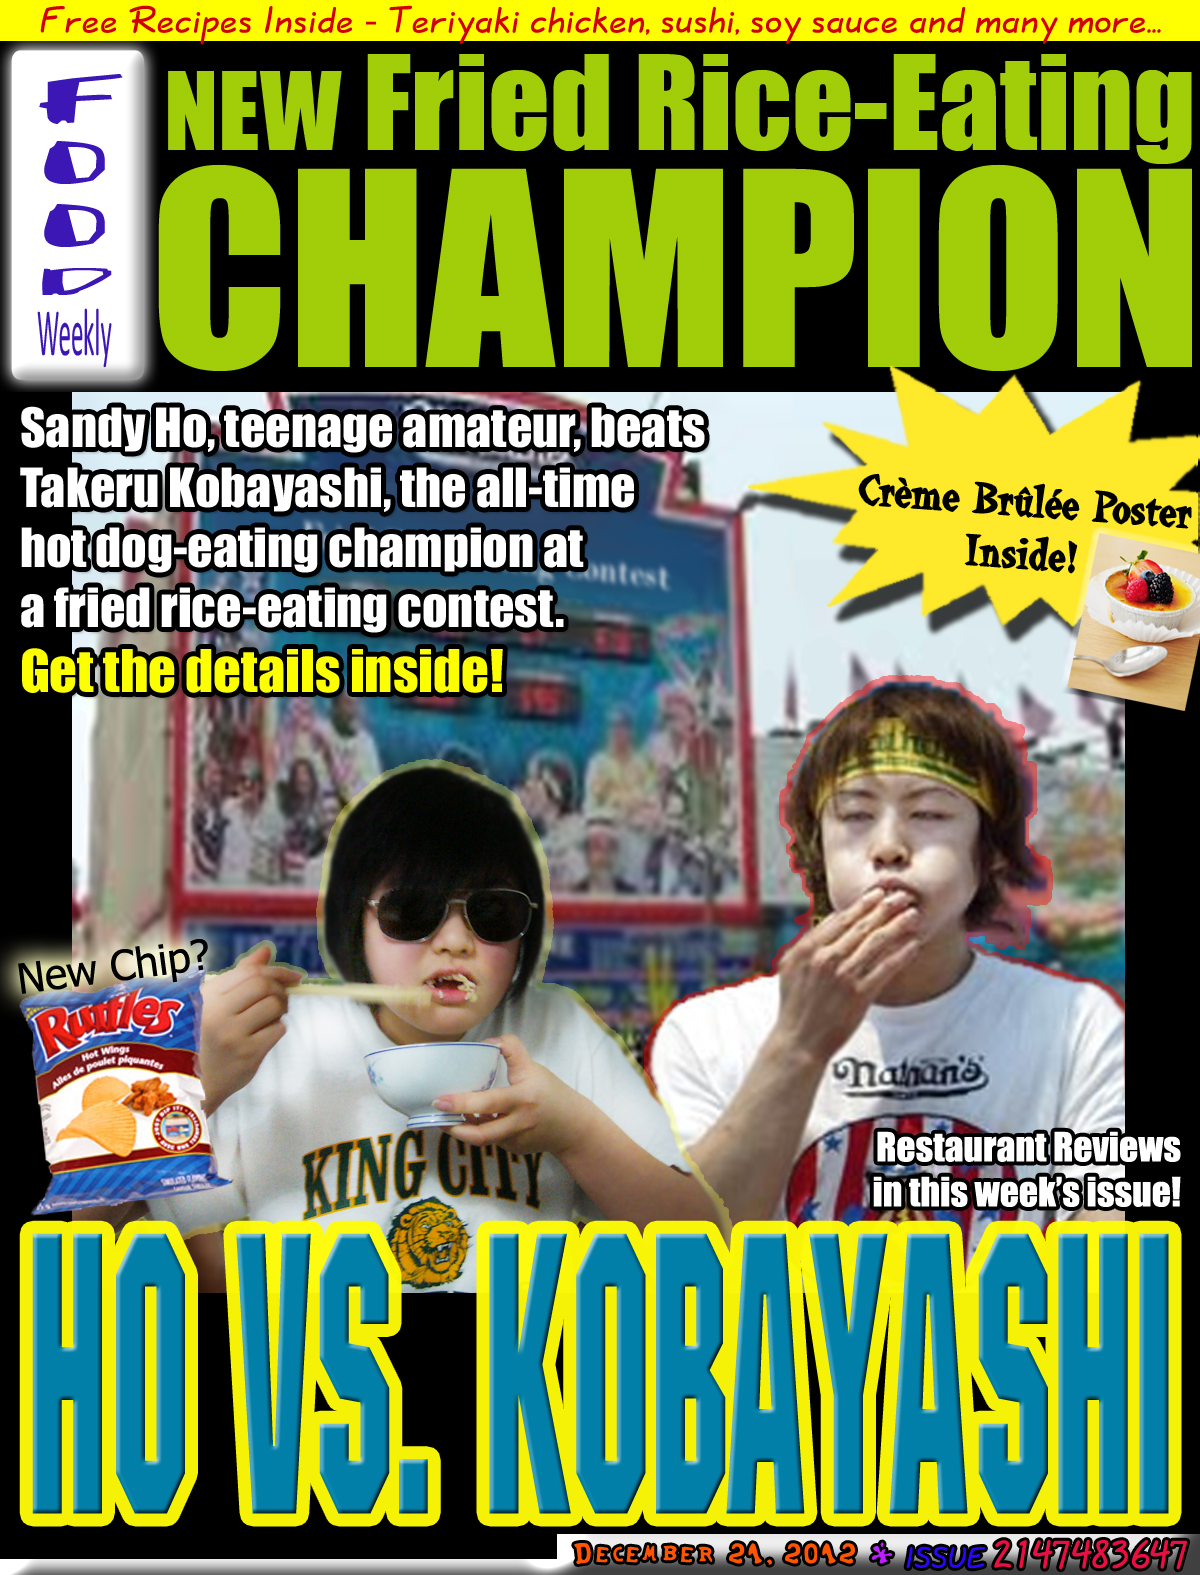 Free Recipes Inside - Teriyaki chicken, sushi, soy sauce and many more...
FOOD
Weekly
NEW Fried Rice-Eating
CHAMPION
Sandy Ho, teenage amateur, beats
Takeru Kobayashi, the all-time
hot dog-eating champion at
a fried rice-eating contest.
Get the details inside!
Crème Brûlée Poster
Inside!
Contest
New Chip?
Ruffles
Hot Wings
Ailes de poulet piquantes
Nathan's
KING CITY
Restaurant Reviews
in this week's issue!
HO VS. KOBAYASHI
December 21, 2012 * ISSUE 2147483647